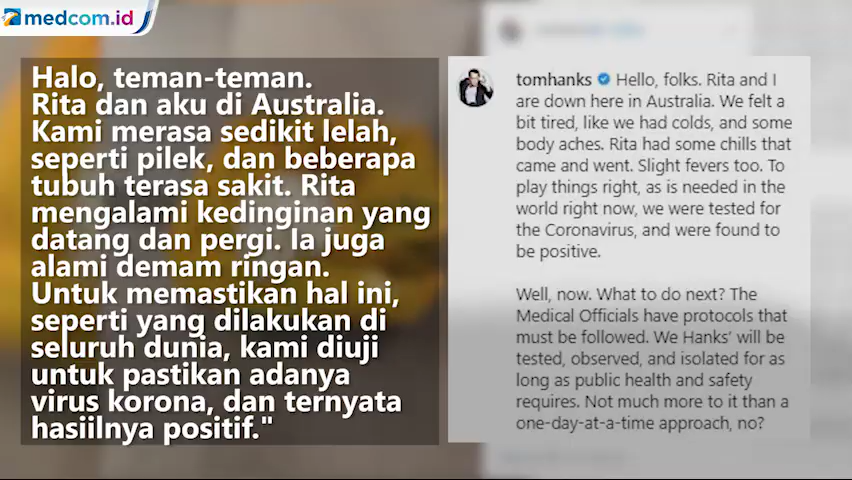 medcom.id
Halo, teman-teman.
Rita dan aku di Australia.
Kami merasa sedikit lelah,
seperti pilek, dan beberapa
tubuh terasa sakit. Rita
mengalami kedinginan yang
datang dan pergi. Ia juga
alami demam ringan.
Untuk memastikan hal ini,
seperti yang dilakukan di
seluruh dunia, kami diuji
untuk pastikan adanya
virus korona, dan ternyata
hasiilnya positif."
tomhanks Hello, folks. Rita and I
are down here in Australia. We felt a
bit tired, like we had colds, and some
body aches. Rita had some chills that
came and went. Slight fevers too. To
play things right, as is needed in the
world right now, we were tested for
the Coronavirus, and were found to
be positive.
Well, now. What to do next? The
Medical Officials have protocols that
must be followed. We Hanks' will be
tested, observed, and isolated for as
long as public health and safety
requires. Not much more to it than a
one-day-at-a-time approach, no?